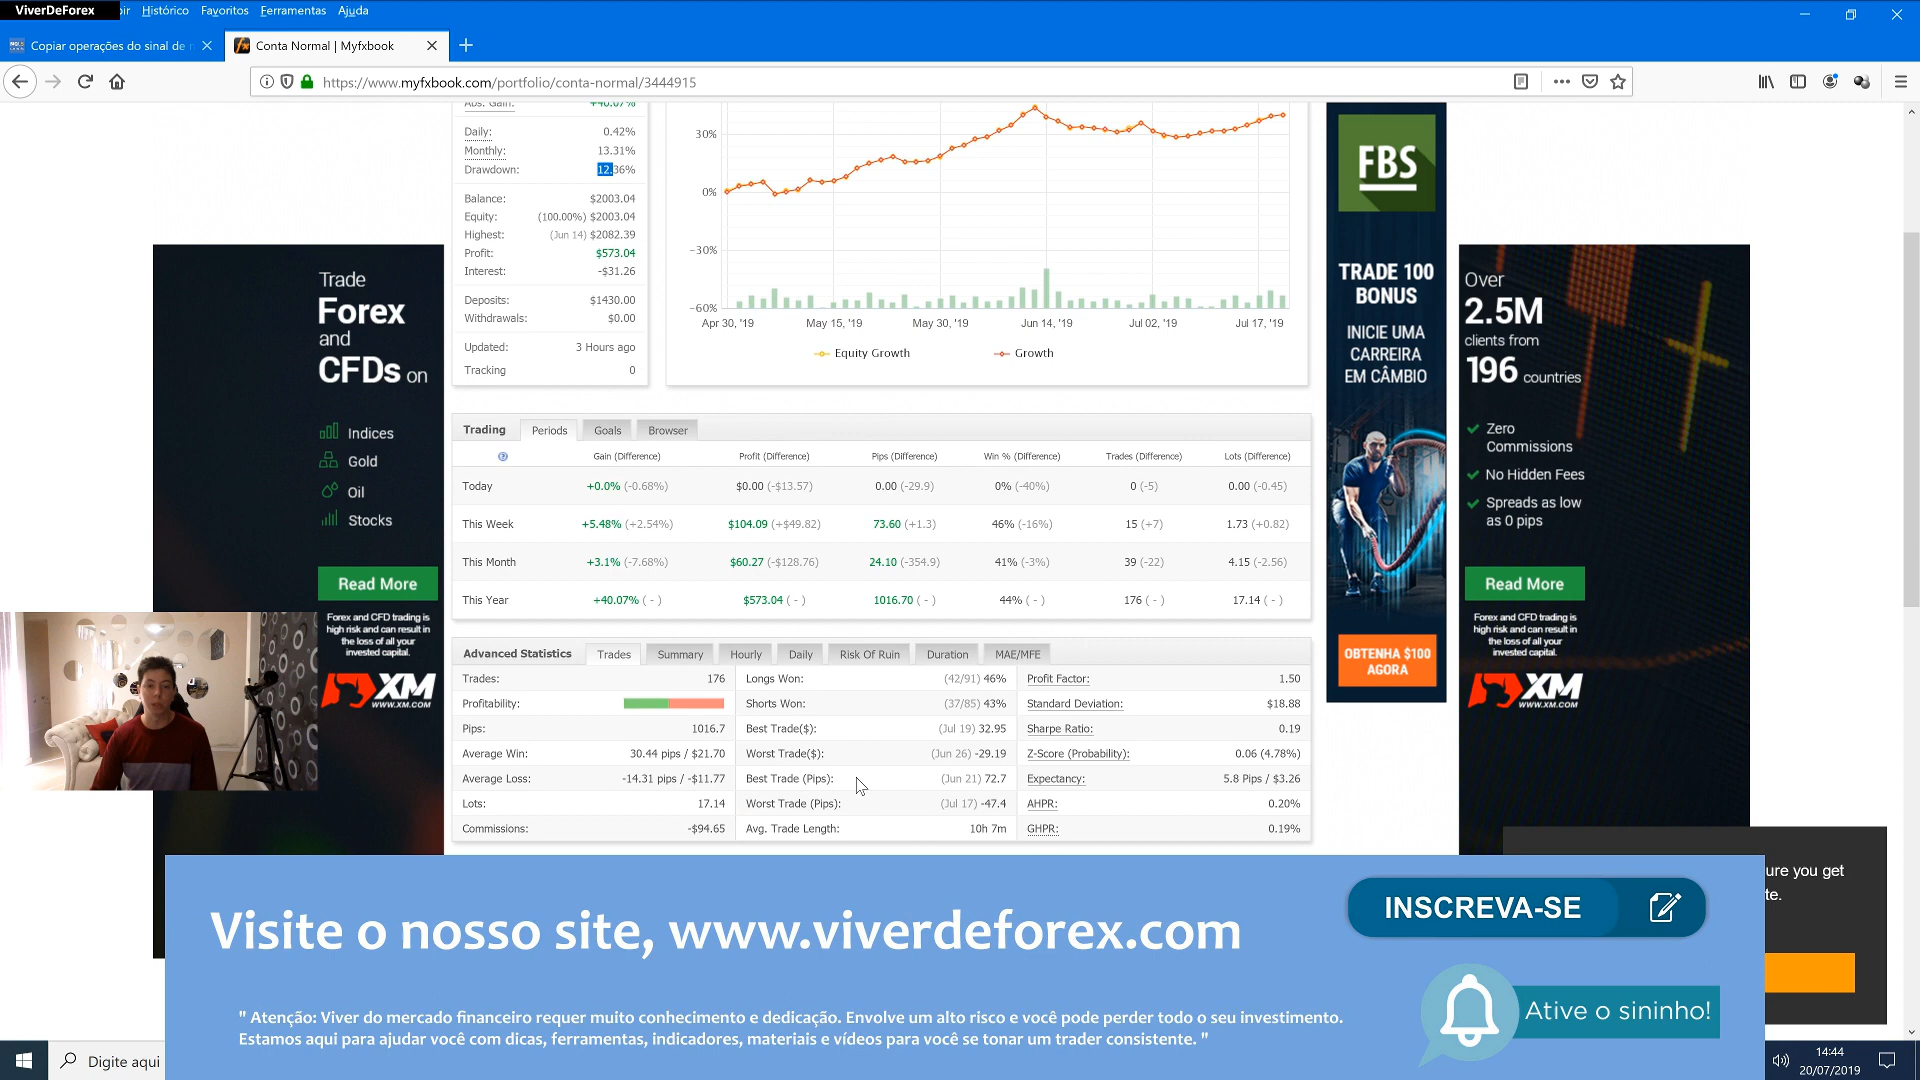 ViverDeForex
Histórico Favoritos Ferramentas Ajuda
Copiar operações do sinal de
Conta Normal | Myfxbook
https://www.myfxbook.com/portfolio/conta-normal/3444915
Abs. Gain: +40.07%
Daily: 0.42%
Monthly: 13.31%
Drawdown: 12.36%
Balance: $2003.04
Equity: (100.00%) $2003.04
Highest: (Jun 14) $2082.39
Profit: $573.04
Interest: -$31.26
Deposits: $1430.00
Withdrawals: $0.00
Updated: 3 Hours ago
Tracking 0
30%
0%
-30%
-60%
Apr 30, '19 May 15, '19 May 30, '19 Jun 14, '19 Jul 02, '19 Jul 17, '19
Equity Growth Growth
Trade
Forex
and
CFDs on
Indices
Gold
Oil
Stocks
Read More
Forex and CFD trading is
high risk and can result in
the loss of all your
invested capital.
XM
WWW.XM.COM
FBS
TRADE 100
BONUS
INICIE UMA
CARREIRA
EM CÂMBIO
OBTENHA $100
AGORA
Over
2.5M
clients from
196 countries
Zero
Commissions
No Hidden Fees
Spreads as low
as 0 pips
Read More
Forex and CFD trading is
high risk and can result in
the loss of all your
invested capital.
XM
WWW.XM.COM
Trading Periods Goals Browser
Gain (Difference) Profit (Difference) Pips (Difference) Win % (Difference) Trades (Difference) Lots (Difference)
Today +0.0% (-0.68%) $0.00 (-$13.57) 0.00 (-29.9) 0% (-40%) 0 (-5) 0.00 (-0.45)
This Week +5.48% (+2.54%) $104.09 (+$49.82) 73.60 (+1.3) 46% (-16%) 15 (+7) 1.73 (+0.82)
This Month +3.1% (-7.68%) $60.27 (-$128.76) 24.10 (-354.9) 41% (-3%) 39 (-22) 4.15 (-2.56)
This Year +40.07% ( - ) $573.04 ( - ) 1016.70 ( - ) 44% ( - ) 176 ( - ) 17.14 ( - )
Advanced Statistics Trades Summary Hourly Daily Risk Of Ruin Duration MAE/MFE
Trades: 176 Longs Won: (42/91) 46% Profit Factor: 1.50
Profitability: Shorts Won: (37/85) 43% Standard Deviation: $18.88
Pips: 1016.7 Best Trade($): (Jul 19) 32.95 Sharpe Ratio: 0.19
Average Win: 30.44 pips / $21.70 Worst Trade($): (Jun 26) -29.19 Z-Score (Probability): 0.06 (4.78%)
Average Loss: -14.31 pips / -$11.77 Best Trade (Pips): (Jun 21) 72.7 Expectancy: 5.8 Pips / $3.26
Lots: 17.14 Worst Trade (Pips): (Jul 17) -47.4 AHPR: 0.20%
Commissions: -$94.65 Avg. Trade Length: 10h 7m GHPR: 0.19%
ure you get
te.
Visite o nosso site, www.viverdeforex.com
INSCREVA-SE
" Atenção: Viver do mercado financeiro requer muito conhecimento e dedicação. Envolve um alto risco e você pode perder todo o seu investimento.
Estamos aqui para ajudar você com dicas, ferramentas, indicadores, materiais e vídeos para você se tonar um trader consistente. "
Ative o sininho!
Digite aqui
14:44
20/07/2019